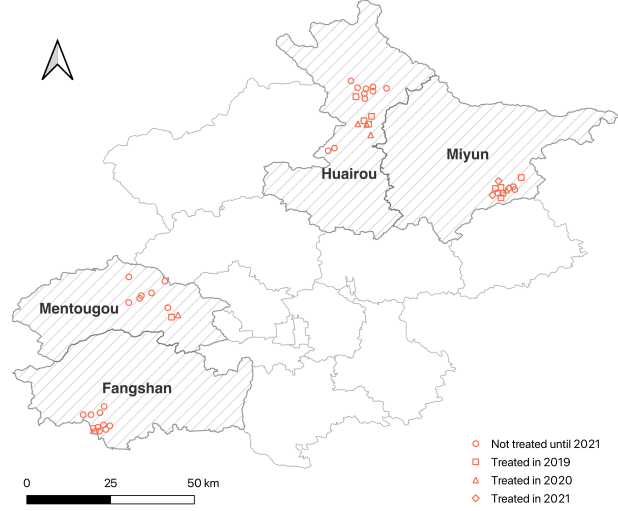 Miyun
Huairou
Mentougou
Fangshan
Not treated until 2021
Treated in 2019
Treated in 2020
Treated in 2021
0 25 50 km